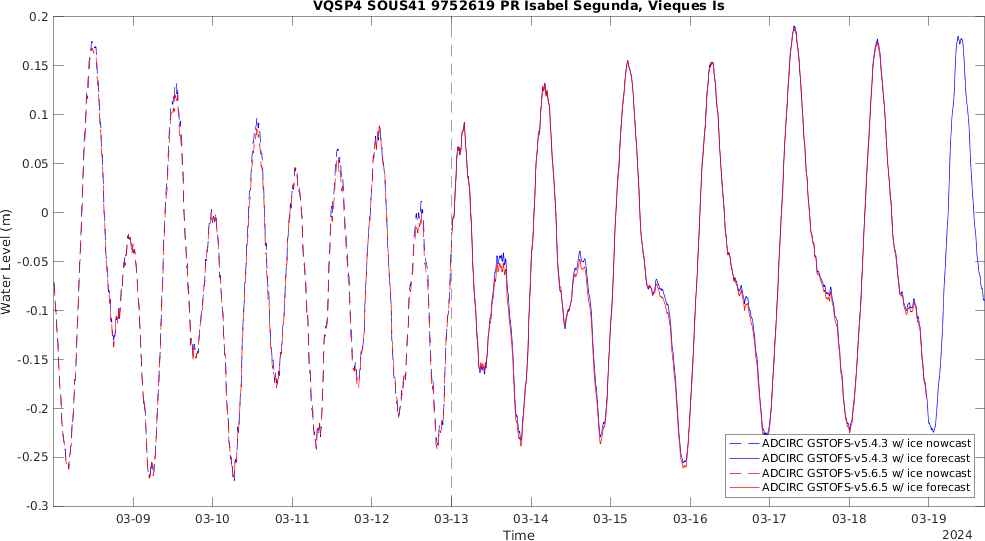 VQSP4 SOUS41 9752619 PR Isabel Segunda, Vieques Is
0.2
0.15
0.1
0.05
0
-0.05
-0.1
-0.15
-0.2
-0.25
-0.3
Water Level (m)
03-09 03-10 03-11 03-12 03-13 03-14 03-15 03-16 03-17 03-18 03-19
Time
2024
ADCIRC GSTOFS-v5.4.3 w/ ice nowcast
ADCIRC GSTOFS-v5.4.3 w/ ice forecast
ADCIRC GSTOFS-v5.6.5 w/ ice nowcast
ADCIRC GSTOFS-v5.6.5 w/ ice forecast